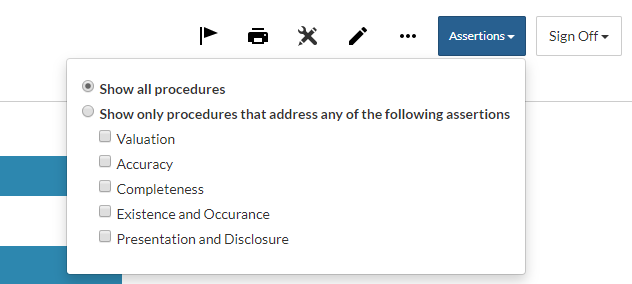 Assertions
Sign Off
Show all procedures
Show only procedures that address any of the following assertions
Valuation
Accuracy
Completeness
Existence and Occurance
Presentation and Disclosure